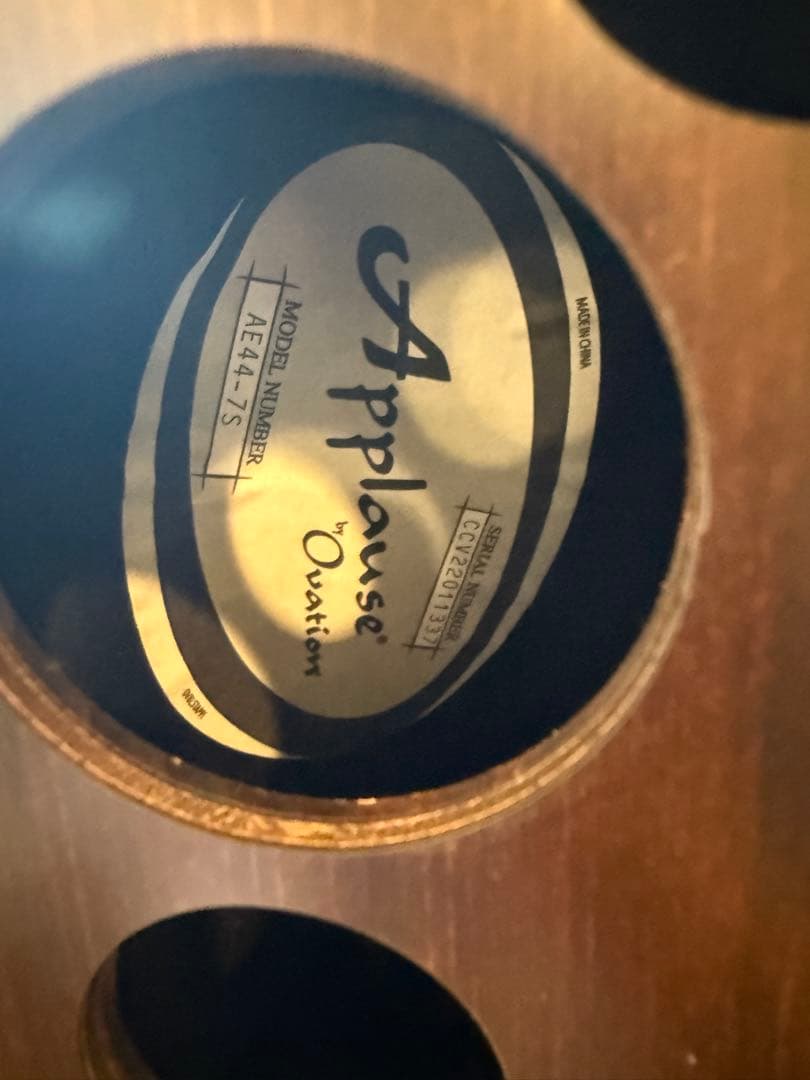 MADE IN CHINA
SERIAL NUMBER
CCV22011337
Applause®
by Ovation
MODEL NUMBER
AE44-7S